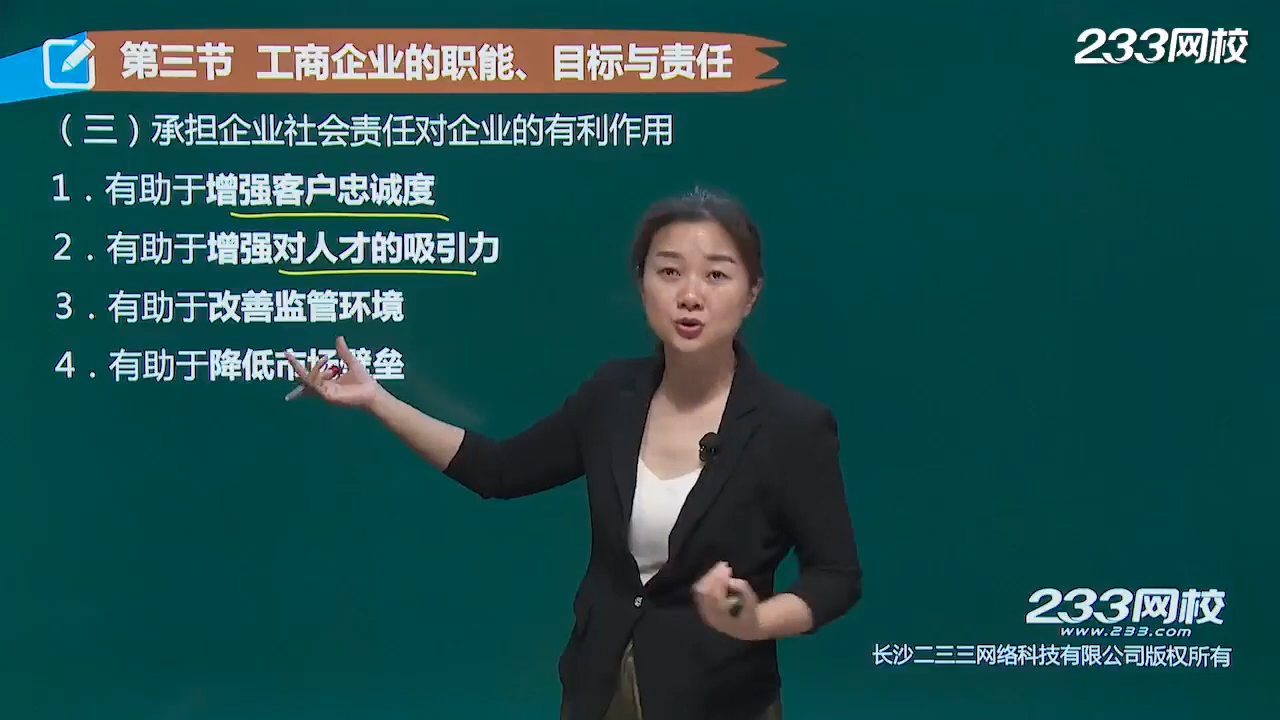 第三节 工商企业的职能、目标与责任
233网校
（三）承担企业社会责任对企业的有利作用
1．有助于增强客户忠诚度
2．有助于增强对人才的吸引力
3．有助于改善监管环境
4．有助于降低市场壁垒
233网校
www.233.com
长沙二三三网络科技有限公司版权所有